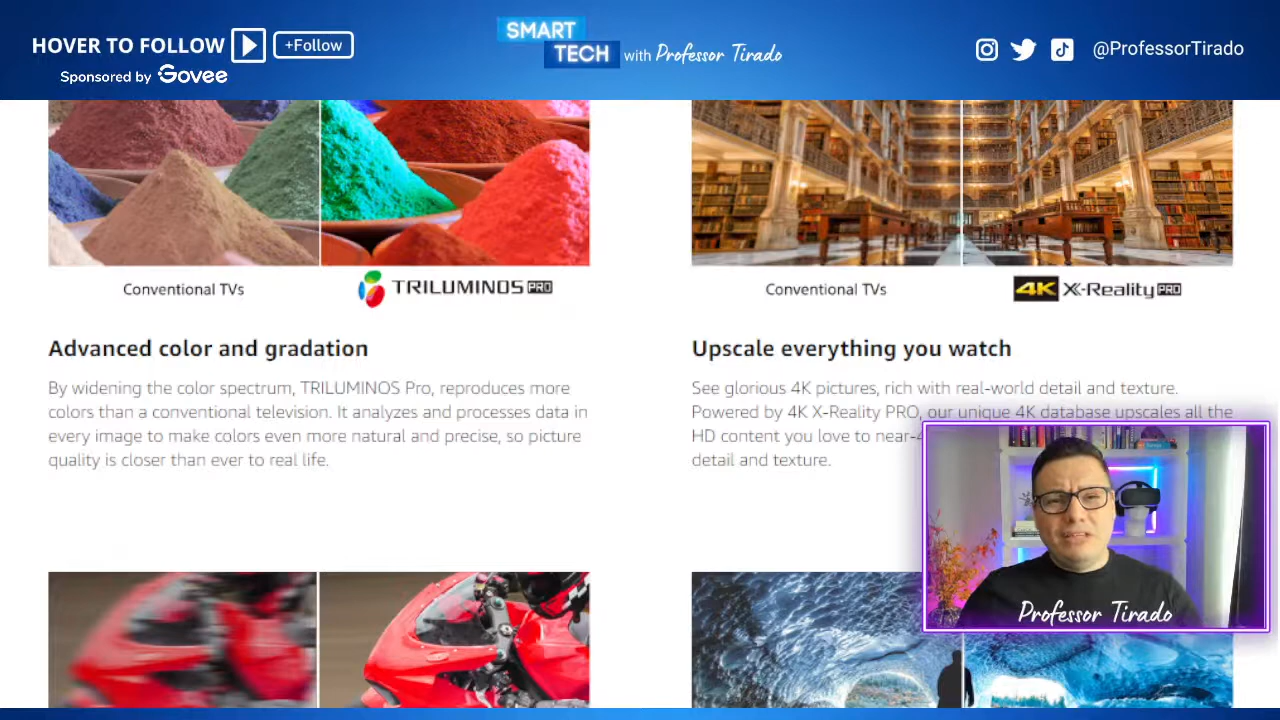 HOVER TO FOLLOW
+Follow
Sponsored by Govee
SMART
TECH with Professor Tirado
@ProfessorTirado
Conventional TVs
TRILUMINOS PRO
Advanced color and gradation
By widening the color spectrum, TRILUMINOS Pro, reproduces more
colors than a conventional television. It analyzes and processes data in
every image to make colors even more natural and precise, so picture
quality is closer than ever to real life.
Conventional TVs
4K X-Reality PRO
Upscale everything you watch
See glorious 4K pictures, rich with real-world detail and texture.
Powered by 4K X-Reality PRO, our unique 4K database upscales all the
HD content you love to near-4
detail and texture.
Professor Tirado